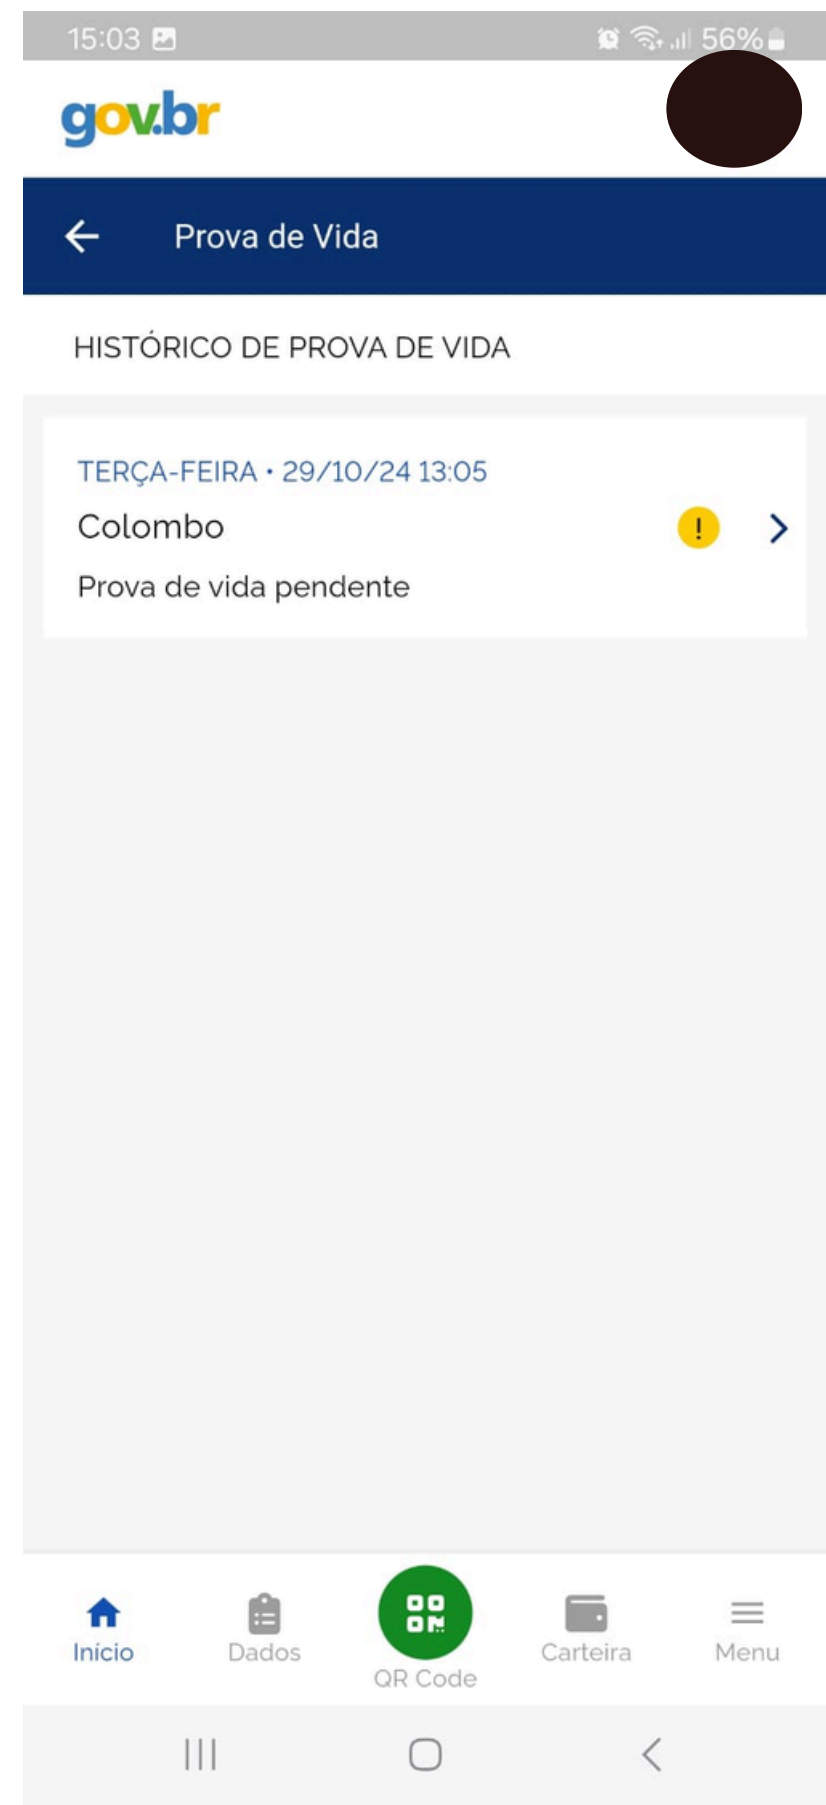 15:03
56%
gov.br
Prova de Vida
HISTÓRICO DE PROVA DE VIDA
TERÇA-FEIRA • 29/10/24 13:05
Colombo
!
Prova de vida pendente
Início
Dados
QR Code
Carteira
Menu